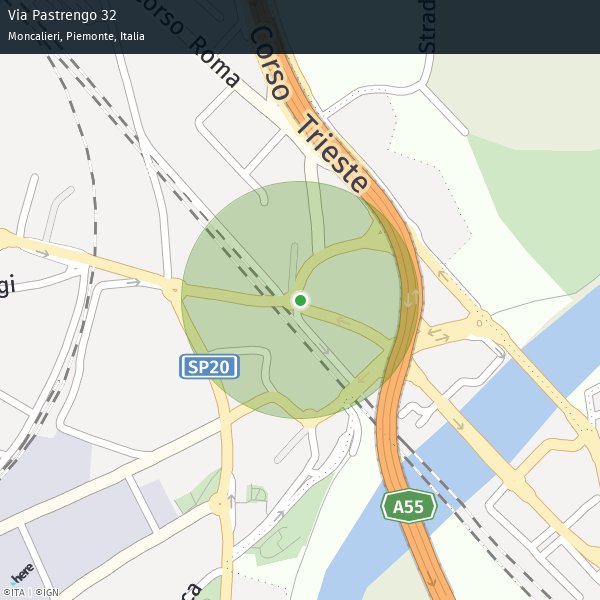 Via Pastrengo 32
Moncalieri, Piemonte, Italia
Corso Roma
Corso Trieste
Strad
gi
SP20
A55
here
ca
©ITA | ©IGN